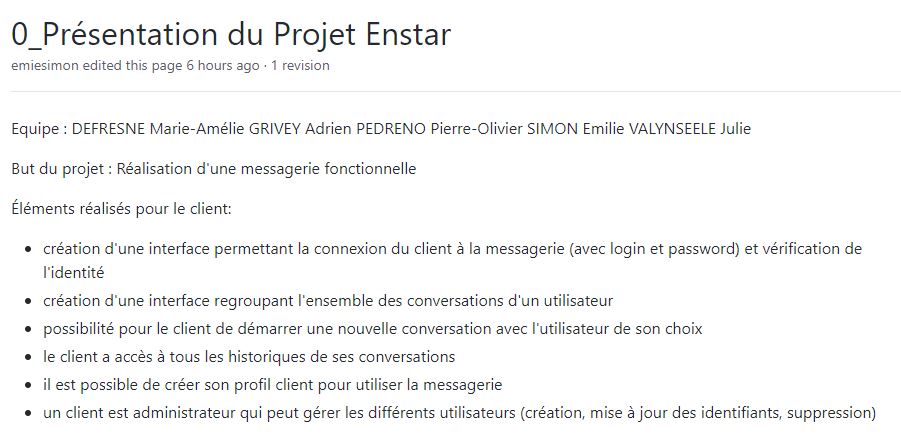 0_Présentation du Projet Enstar
emiesimon edited this page 6 hours ago · 1 revision
Equipe : DEFRESNE Marie-Amélie GRIVEY Adrien PEDRENO Pierre-Olivier SIMON Emilie VALYNSEELE Julie
But du projet : Réalisation d'une messagerie fonctionnelle
Éléments réalisés pour le client:
• création d'une interface permettant la connexion du client à la messagerie (avec login et password) et vérification de
l'identité
• création d'une interface regroupant l'ensemble des conversations d'un utilisateur
• possibilité pour le client de démarrer une nouvelle conversation avec l'utilisateur de son choix
• le client a accès à tous les historiques de ses conversations
• il est possible de créer son profil client pour utiliser la messagerie
• un client est administrateur qui peut gérer les différents utilisateurs (création, mise à jour des identifiants, suppression)